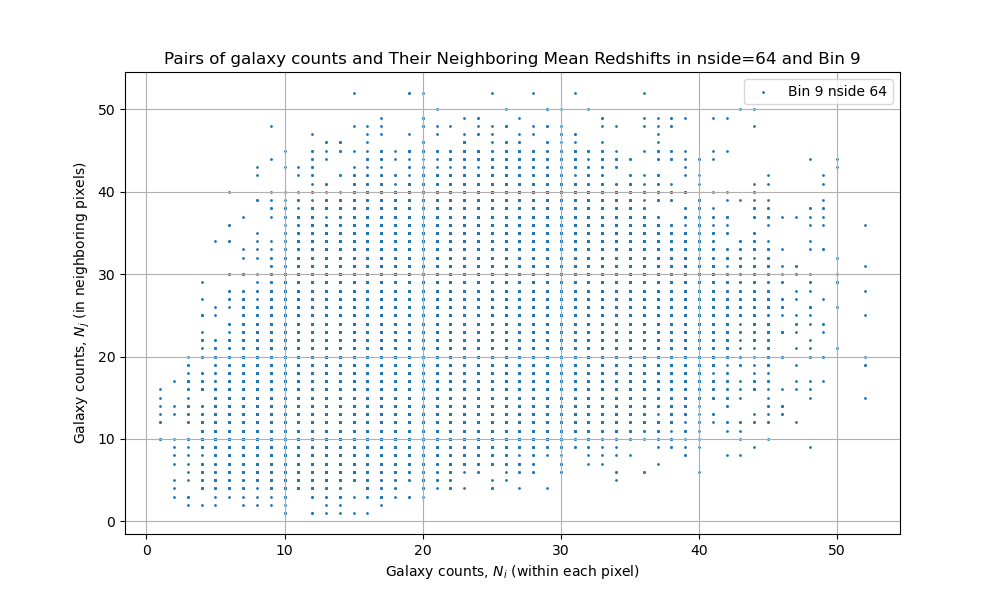 Pairs of galaxy counts and Their Neighboring Mean Redshifts in nside=64 and Bin 9
Bin 9 nside 64
Galaxy counts, N_j (in neighboring pixels)
50
40
30
20
10
0
0 10 20 30 40 50
Galaxy counts, N_i (within each pixel)